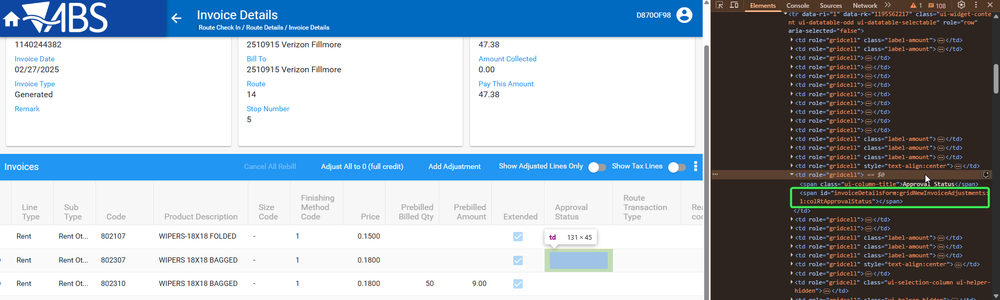 ABS
Invoice Details
Route Check In / Route Details / Invoice Details
D870OF98
1140244382
Invoice Date
02/27/2025
Invoice Type
Generated
Remark
2510915 Verizon Fillmore
Bill To
2510915 Verizon Fillmore
Route
14
Stop Number
5
47.38
Amount Collected
0.00
Pay This Amount
47.38
Invoices
Cancel All Rebill
Adjust All to 0 (full credit)
Add Adjustment
Show Adjusted Lines Only
Show Tax Lines
Line Type
Sub Type
Code
Product Description
Size Code
Finishing Method Code
Price
Prebilled Billed Qty
Prebilled Amount
Extended
Approval Status
Route Transaction Type
Rent Rent Ot... 802107 WIPERS-18X18 FOLDED - 1 0.1500
td 131 × 45
Rent Rent Ot... 802307 WIPERS 18X18 BAGGED - 1 0.1800
Rent Rent Ot... 802310 WIPERS 18X18 BAGGED - 1 0.1800 50 9.00
Elements Console Sources Network 1 108
<tr data-ri="1" data-rk="1195562217" class="ui-widget-conte
nt ui-datatable-odd ui-datatable-selectable" role="row"
aria-selected="false">
<td role="gridcell" class="label-amount">…</td>
<td role="gridcell" class="label-amount">…</td>
<td role="gridcell">…</td>
<td role="gridcell">…</td>
<td role="gridcell">…</td>
<td role="gridcell">…</td>
<td role="gridcell">…</td>
<td role="gridcell">…</td>
<td role="gridcell">…</td>
<td role="gridcell">…</td>
<td role="gridcell">…</td>
<td role="gridcell" class="label-amount">…</td>
<td role="gridcell" class="label-amount">…</td>
<td role="gridcell" class="label-amount">…</td>
<td role="gridcell" style="text-align:center">…</td>
<td role="gridcell"> == $0
<span class="ui-column-title">Approval Status</span>
<span id="invoiceDetailsForm:gridNewInvoiceAdjustments:
1:colRtApprovalStatus"></span>
</td>
<td role="gridcell">…</td>
<td role="gridcell">…</td>
<td role="gridcell" class="label-amount">…</td>
<td role="gridcell" class="label-amount">…</td>
<td role="gridcell" class="label-amount">…</td>
<td role="gridcell" style="text-align:center">…</td>
<td role="gridcell">…</td>
<td role="gridcell" class="ui-selection-column ui-helper-
hidden">…</td>